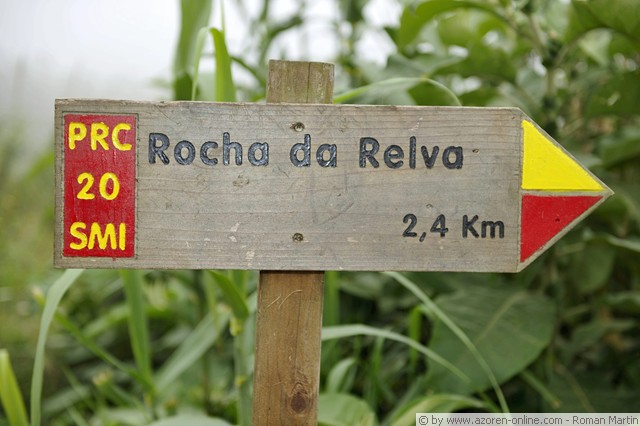 PRC
20
SMI
Rocha da Relva
2,4 Km
© by www.azoren-online.com - Roman Martin